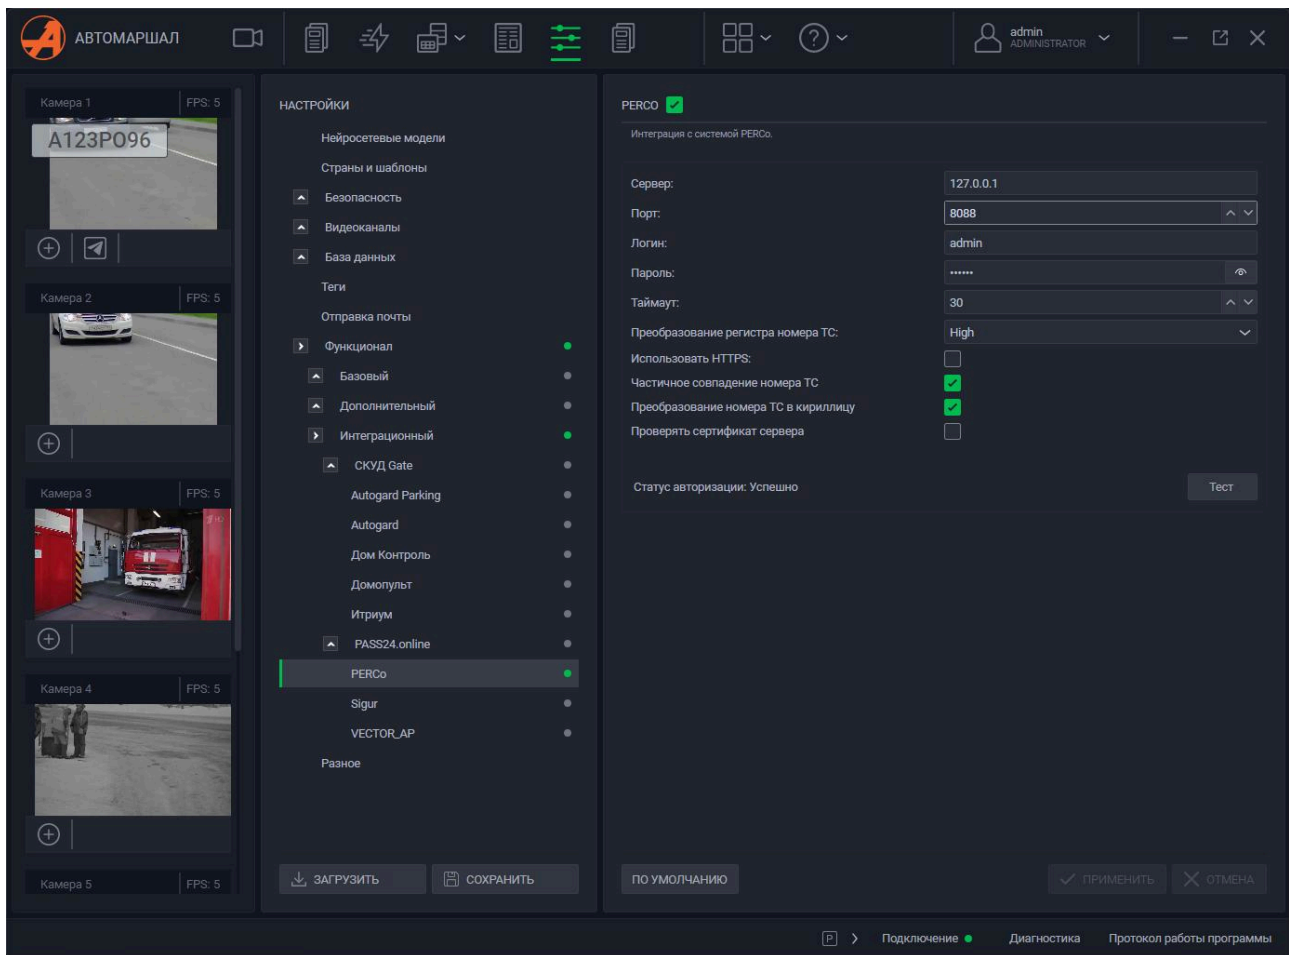 АВТОМАРШАЛ
admin
ADMINISTRATOR
Камера 1 FPS: 5
A123PO96
Камера 2 FPS: 5
Камера 3 FPS: 5
Камера 4 FPS: 5
Камера 5 FPS: 5
НАСТРОЙКИ
Нейросетевые модели
Страны и шаблоны
Безопасность
Видеоканалы
База данных
Теги
Отправка почты
Функционал
Базовый
Дополнительный
Интеграционный
СКУД Gate
Autogard Parking
Autogard
Дом Контроль
Домопульт
Итриум
PASS24.online
PERCo
Sigur
VECTOR_AP
Разное
ЗАГРУЗИТЬ СОХРАНИТЬ
PERCO
Интеграция с системой PERCo.
Сервер: 127.0.0.1
Порт: 8088
Логин: admin
Пароль: ••••••
Таймаут: 30
Преобразование регистра номера ТС: High
Использовать HTTPS:
Частичное совпадение номера ТС
Преобразование номера ТС в кириллицу
Проверять сертификат сервера
Статус авторизации: Успешно Тест
ПО УМОЛЧАНИЮ ПРИМЕНИТЬ ОТМЕНА
P Подключение Диагностика Протокол работы программы